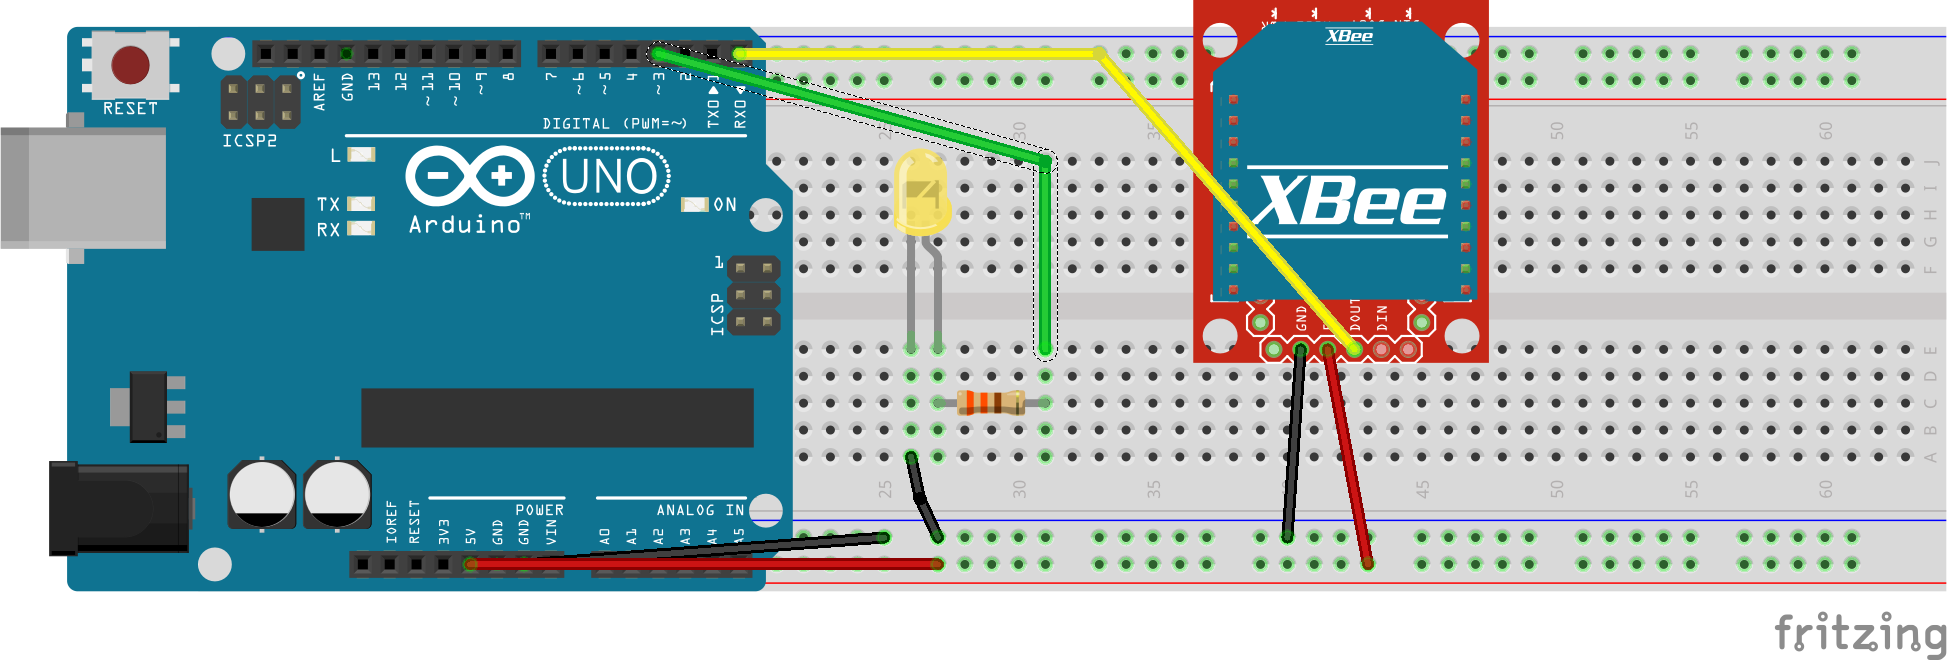 XBee
RESET
ICSP2
AREF
GND
13
12
~11
~10
~9
8
7
~6
~5
4
~3
2
TX0
1
RX0
DIGITAL (PWM=~)
L
TX
RX
UNO
Arduino™
ON
1
ICSP
XBee
GND
DOUT
DIN
25
30
35
50
55
60
J
I
H
G
F
E
D
C
B
A
25
30
35
45
50
55
60
POWER
ANALOG IN
IOREF
RESET
3V3
5V
GND
GND
VIN
A0
A1
A2
A3
A4
A5
fritzing